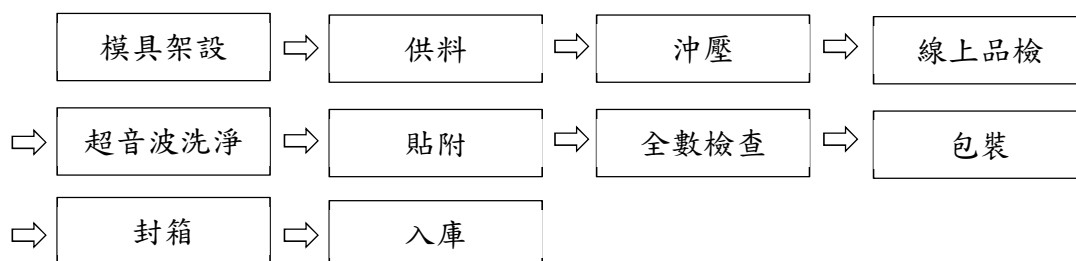 模具架設 ⇨ 供料 ⇨ 沖壓 ⇨ 線上品檢
⇨ 超音波洗淨 ⇨ 貼附 ⇨ 全數檢查 ⇨ 包裝
⇨ 封箱 ⇨ 入庫